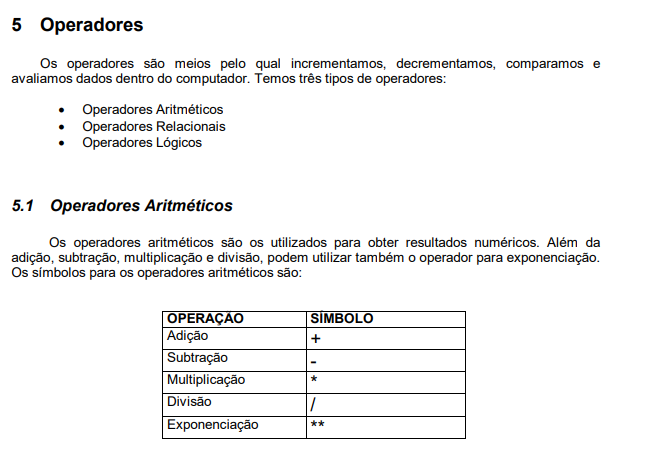 5 Operadores
Os operadores são meios pelo qual incrementamos, decrementamos, comparamos e
avaliamos dados dentro do computador. Temos três tipos de operadores:
• Operadores Aritméticos
• Operadores Relacionais
• Operadores Lógicos
5.1 Operadores Aritméticos
Os operadores aritméticos são os utilizados para obter resultados numéricos. Além da
adição, subtração, multiplicação e divisão, podem utilizar também o operador para exponenciação.
Os símbolos para os operadores aritméticos são:
OPERAÇÃO SÍMBOLO
Adição +
Subtração -
Multiplicação *
Divisão /
Exponenciação **